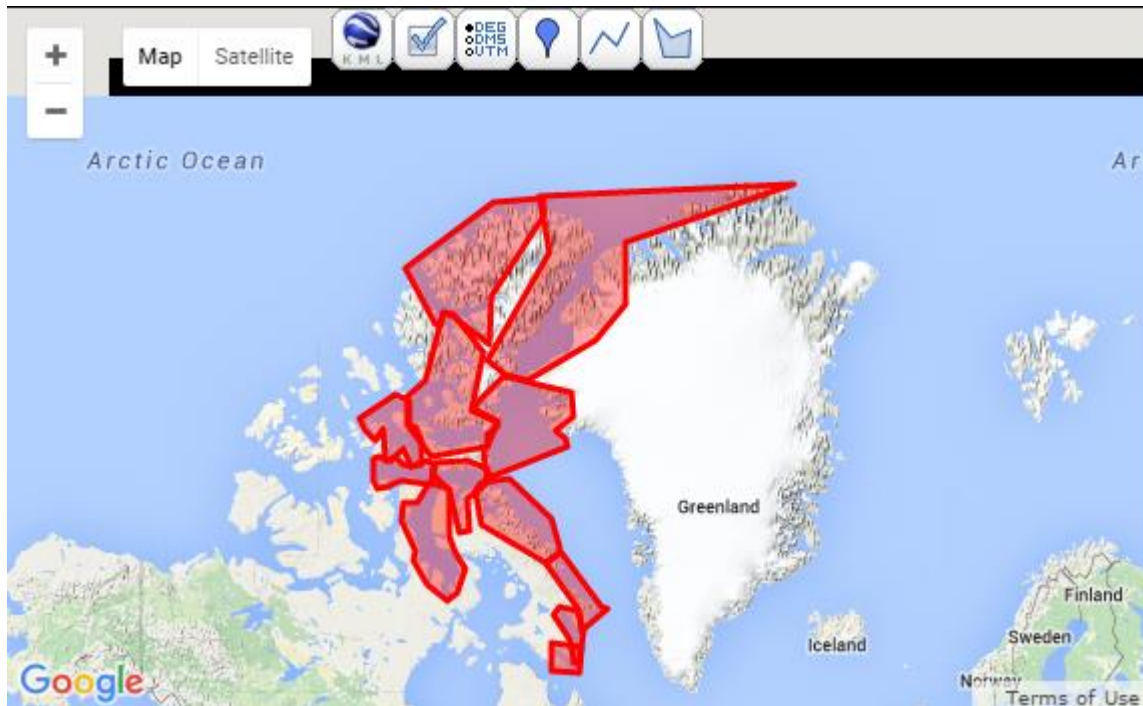 DEG
DMS
UTM
KML
Map
Satellite
Arctic Ocean
Ar
Greenland
Finland
Iceland
Sweden
Norway
Google
Terms of Use